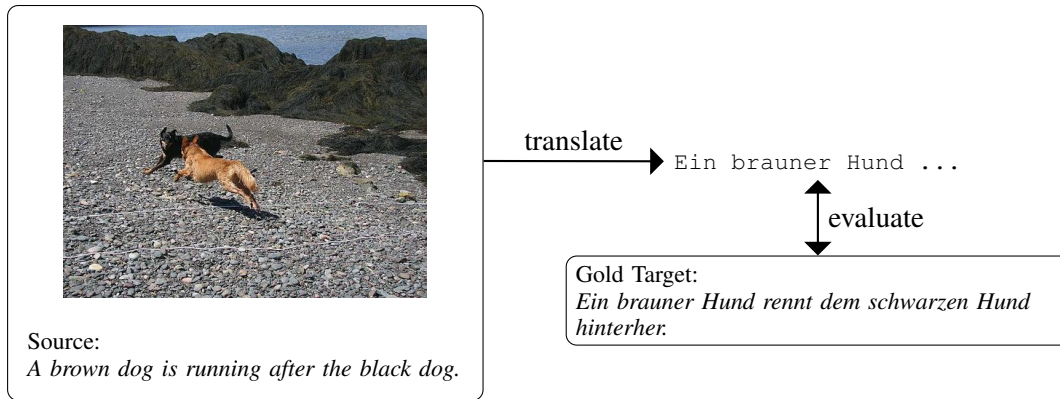 translate
Ein brauner Hund ...
evaluate
Gold Target:
Ein brauner Hund rennt dem schwarzen Hund
hinterher.
Source:
A brown dog is running after the black dog.